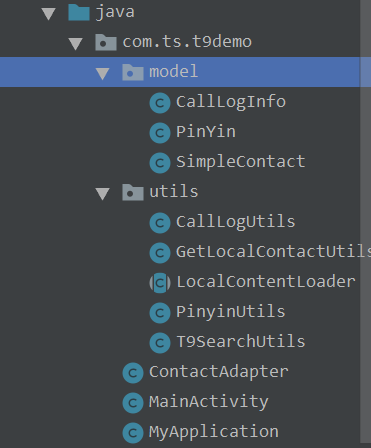 java
com.ts.t9demo
model
CallLogInfo
PinYin
SimpleContact
utils
CallLogUtils
GetLocalContactUtils
LocalContentLoader
PinyinUtils
T9SearchUtils
ContactAdapter
MainActivity
MyApplication